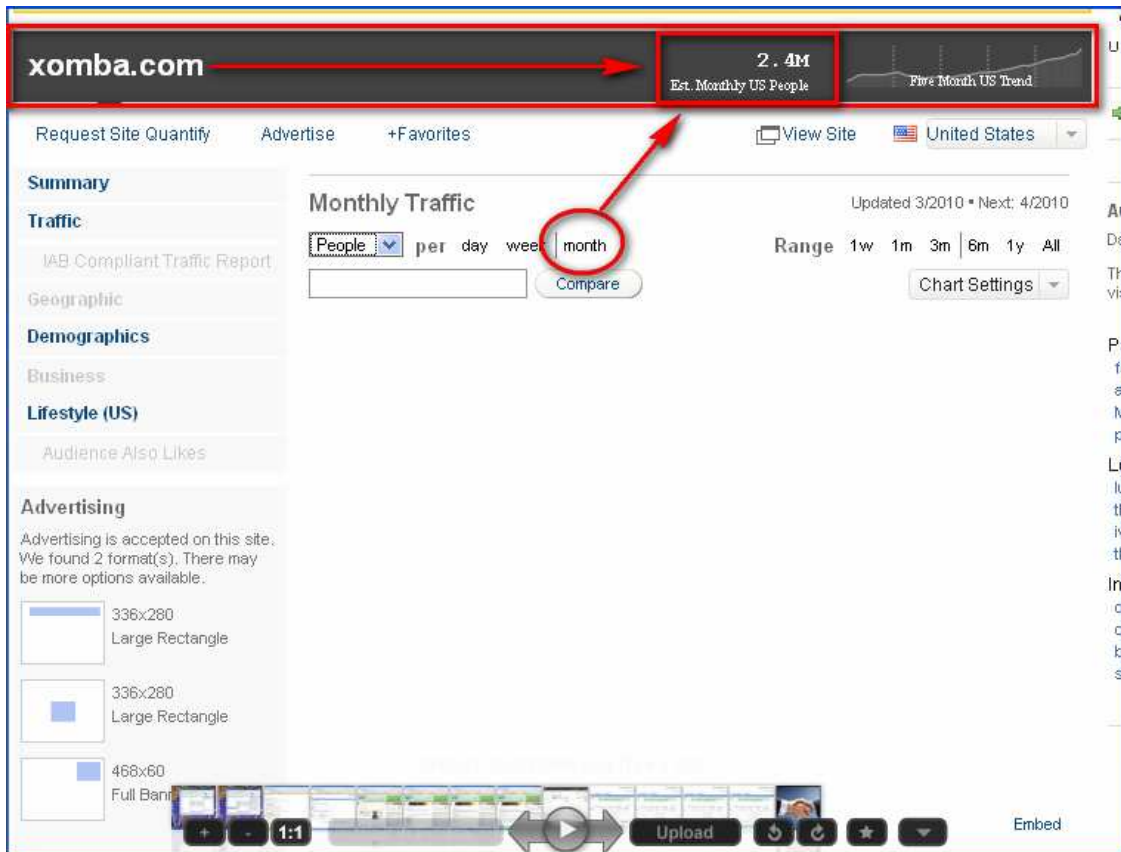 xomba.com
2.4M
Est. Monthly US People
Five Month US Trend
Request Site Quantify Advertise +Favorites View Site United States
Summary
Traffic
IAB Compliant Traffic Report
Geographic
Demographics
Business
Lifestyle (US)
Audience Also Likes
Monthly Traffic
Updated 3/2010 • Next: 4/2010
People per day week month
Range 1w 1m 3m 6m 1y All
Compare
Chart Settings
Advertising
Advertising is accepted on this site.
We found 2 format(s). There may
be more options available.
336x280
Large Rectangle
336x280
Large Rectangle
468x60
Full Bann
+ - 1:1
Upload
Embed